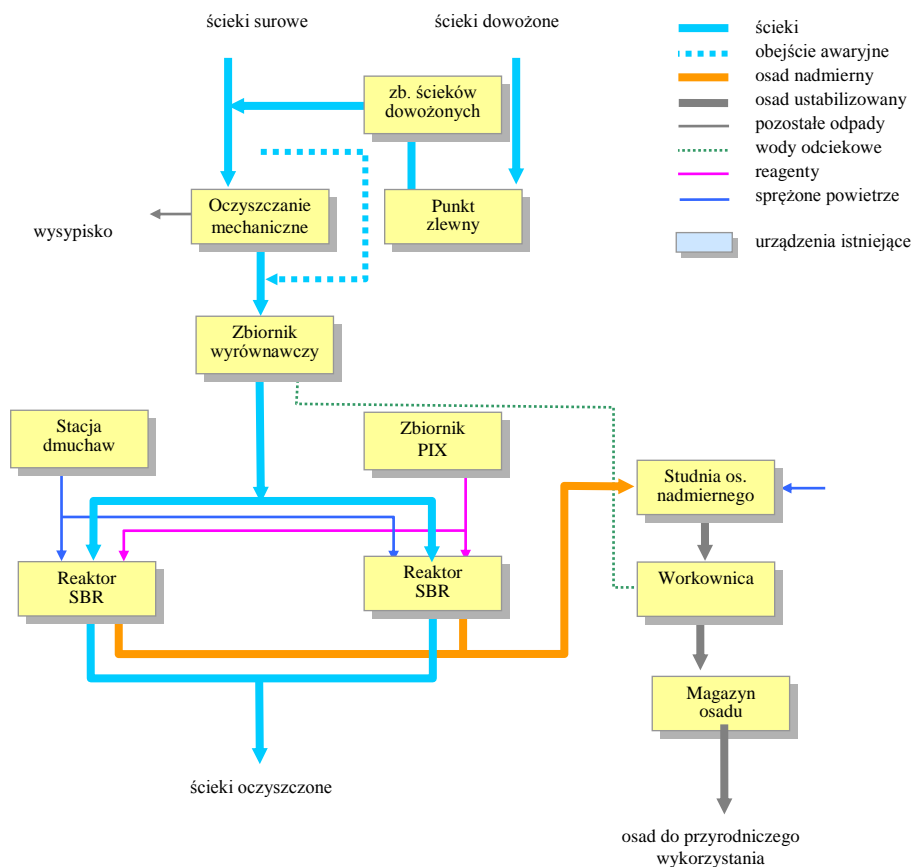 ścieki surowe
ścieki dowożone
ścieki
obejście awaryjne
osad nadmierny
osad ustabilizowany
pozostałe odpady
wody odciekowe
reagenty
sprężone powietrze
urządzenia istniejące
zb. ścieków
dowożonych
Oczyszczanie
mechaniczne
Punkt
zlewny
wysypisko
Zbiornik
wyrównawczy
Stacja
dmuchaw
Zbiornik
PIX
Studnia os.
nadmiernego
Reaktor
SBR
Reaktor
SBR
Workownica
Magazyn
osadu
ścieki oczyszczone
osad do przyrodniczego
wykorzystania